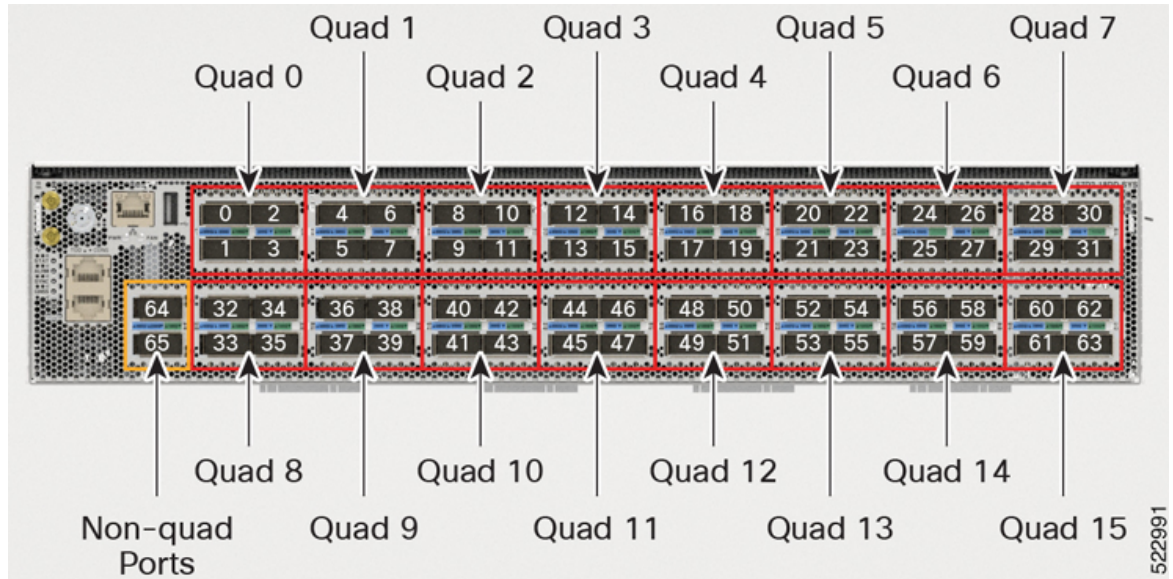 Quad 1 Quad 3 Quad 5 Quad 7
Quad 0 Quad 2 Quad 4 Quad 6
0 2 4 6 8 10 12 14 16 18 20 22 24 26 28 30
1 3 5 7 9 11 13 15 17 19 21 23 25 27 29 31
64 32 34 36 38 40 42 44 46 48 50 52 54 56 58 60 62
65 33 35 37 39 41 43 45 47 49 51 53 55 57 59 61 63
Quad 8 Quad 10 Quad 12 Quad 14
Non-quad Quad 9 Quad 11 Quad 13 Quad 15
Ports
522991